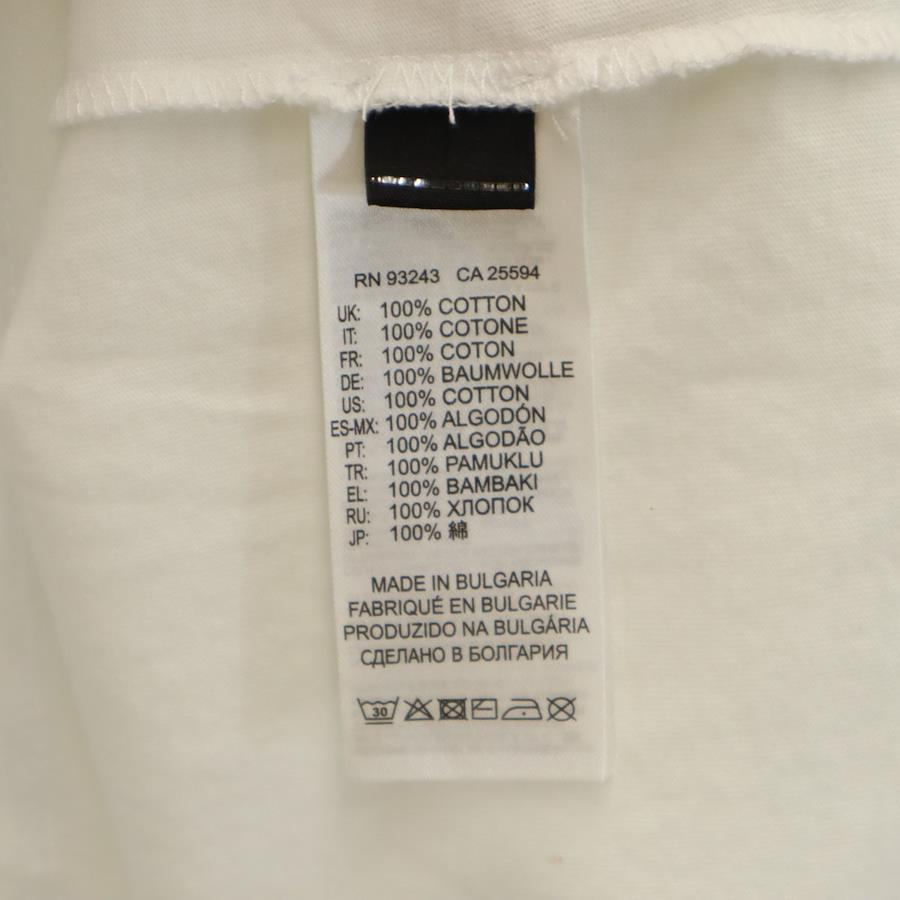 RN 93243 CA 25594
UK: 100% COTTON
IT: 100% COTONE
FR: 100% COTON
DE: 100% BAUMWOLLE
US: 100% COTTON
ES-MX: 100% ALGODÓN
PT: 100% ALGODÃO
TR: 100% PAMUKLU
EL: 100% BAMBAKI
RU: 100% ХЛОПОК
JP: 100% 綿
MADE IN BULGARIA
FABRIQUÉ EN BULGARIE
PRODUZIDO NA BULGÁRIA
СДЕЛАНО В БОЛГАРИЯ
30